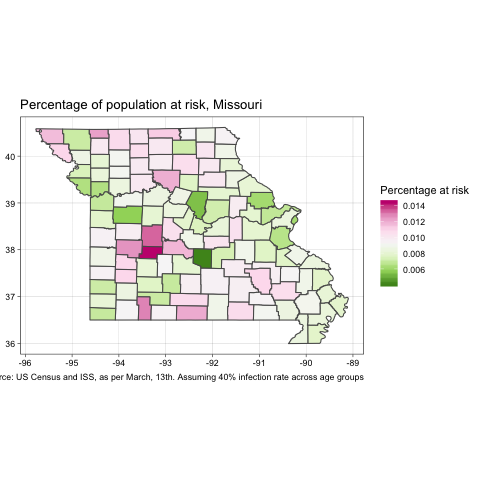 Percentage of population at risk, Missouri
Percentage at risk
0.014
0.012
0.010
0.008
0.006
40
39
38
37
36
-96 -95 -94 -93 -92 -91 -90 -89
rce: US Census and ISS, as per March, 13th. Assuming 40% infection rate across age groups